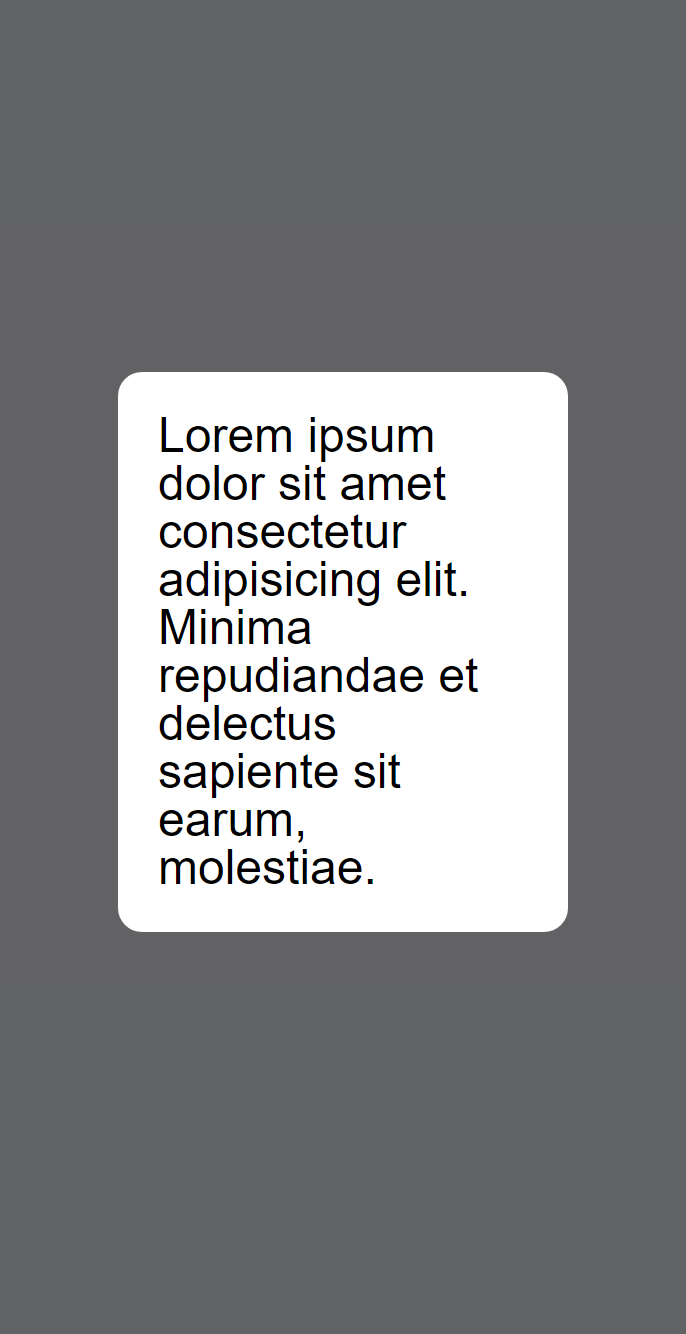 Lorem ipsum
dolor sit amet
consectetur
adipisicing elit.
Minima
repudiandae et
delectus
sapiente sit
earum,
molestiae.